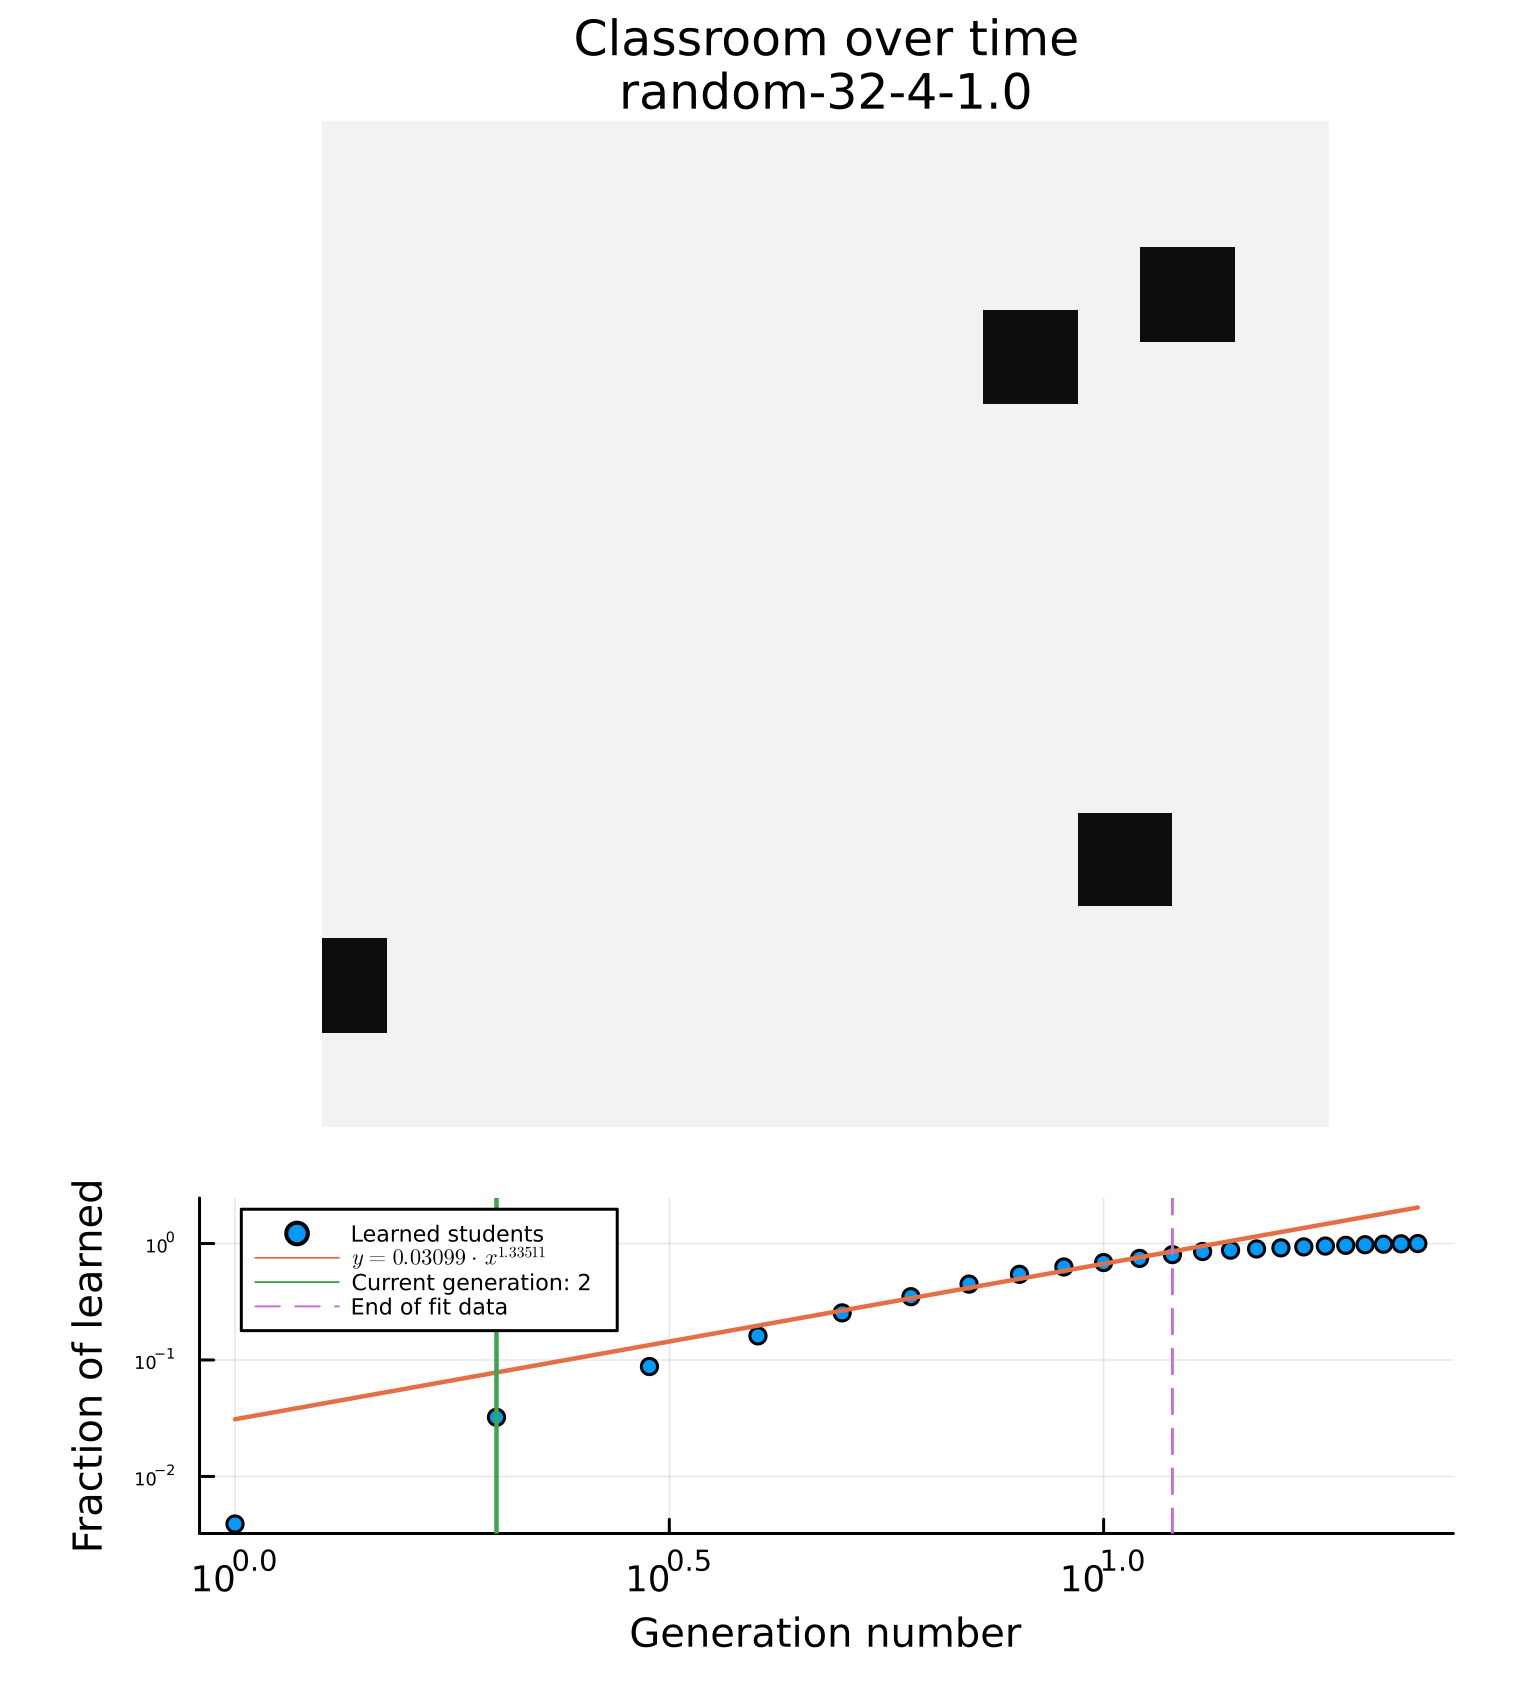 Classroom over time
random-32-4-1.0
Fraction of learned
10^0
10^-1
10^-2
Learned students
y = 0.03099 · x^1.33511
Current generation: 2
End of fit data
10^0.0 10^0.5 10^1.0
Generation number